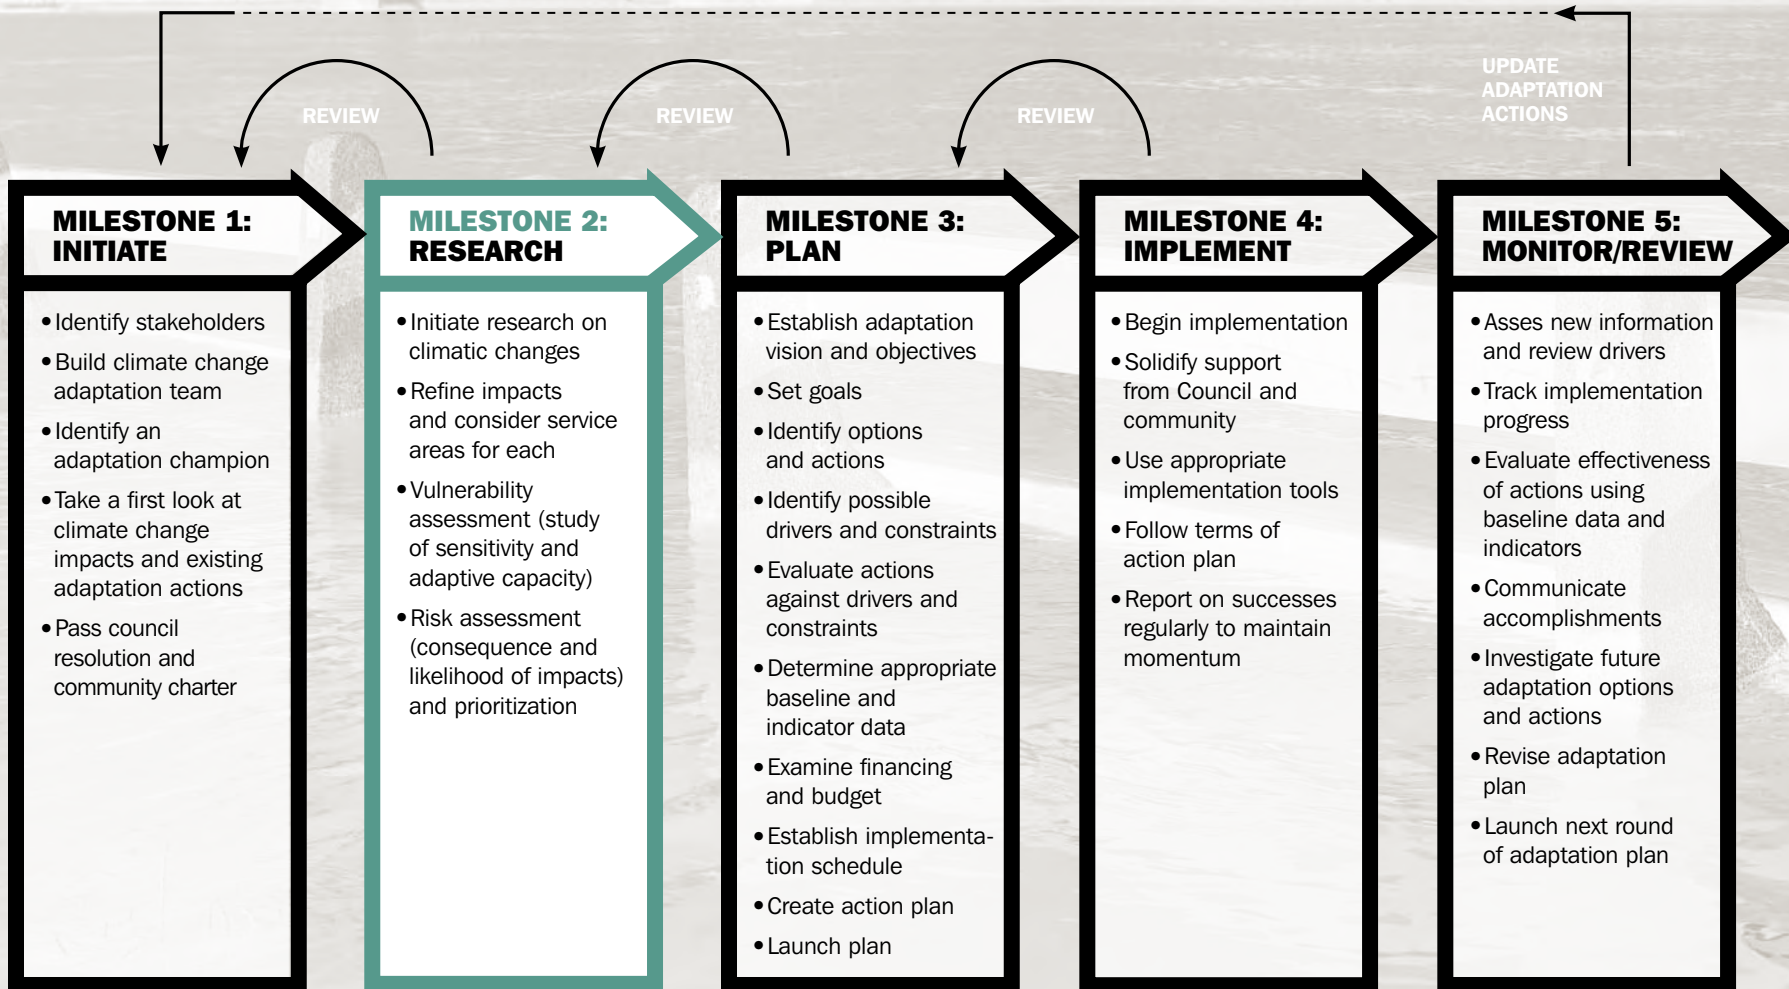 UPDATE
ADAPTATION
ACTIONS
REVIEW
REVIEW
REVIEW
MILESTONE 1:
INITIATE
•Identify stakeholders
•Build climate change
adaptation team
•Identify an
adaptation champion
•Take a first look at
climate change
impacts and existing
adaptation actions
•Pass council
resolution and
community charter
MILESTONE 2:
RESEARCH
•Initiate research on
climatic changes
•Refine impacts
and consider service
areas for each
•Vulnerability
assessment (study
of sensitivity and
adaptive capacity)
•Risk assessment
(consequence and
likelihood of impacts)
and prioritization
MILESTONE 3:
PLAN
•Establish adaptation
vision and objectives
•Set goals
•Identify options
and actions
•Identify possible
drivers and constraints
•Evaluate actions
against drivers and
constraints
•Determine appropriate
baseline and
indicator data
•Examine financing
and budget
•Establish implementa-
tion schedule
•Create action plan
•Launch plan
MILESTONE 4:
IMPLEMENT
•Begin implementation
•Solidify support
from Council and
community
•Use appropriate
implementation tools
•Follow terms of
action plan
•Report on successes
regularly to maintain
momentum
MILESTONE 5:
MONITOR/REVIEW
•Asses new information
and review drivers
•Track implementation
progress
•Evaluate effectiveness
of actions using
baseline data and
indicators
•Communicate
accomplishments
•Investigate future
adaptation options
and actions
•Revise adaptation
plan
•Launch next round
of adaptation plan